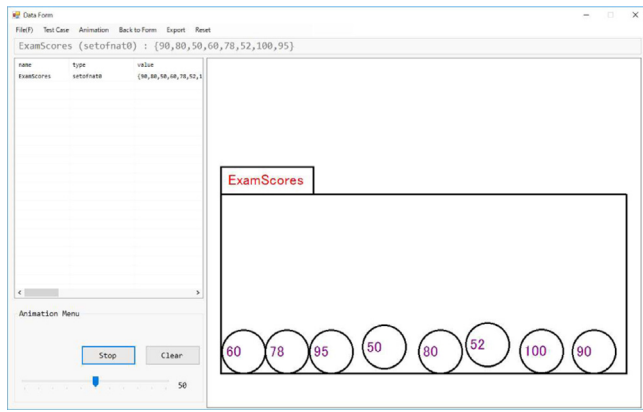 Data Form
File(F) Test Case Animation Back to Form Export Reset
ExamScores (setofnat0) : {90,80,50,60,78,52,100,95}
name type value
ExamScores setofnat0 {90,80,50,60,78,52,1
ExamScores
60 78 95 50 80 52 100 90
Animation Menu
Stop Clear
50